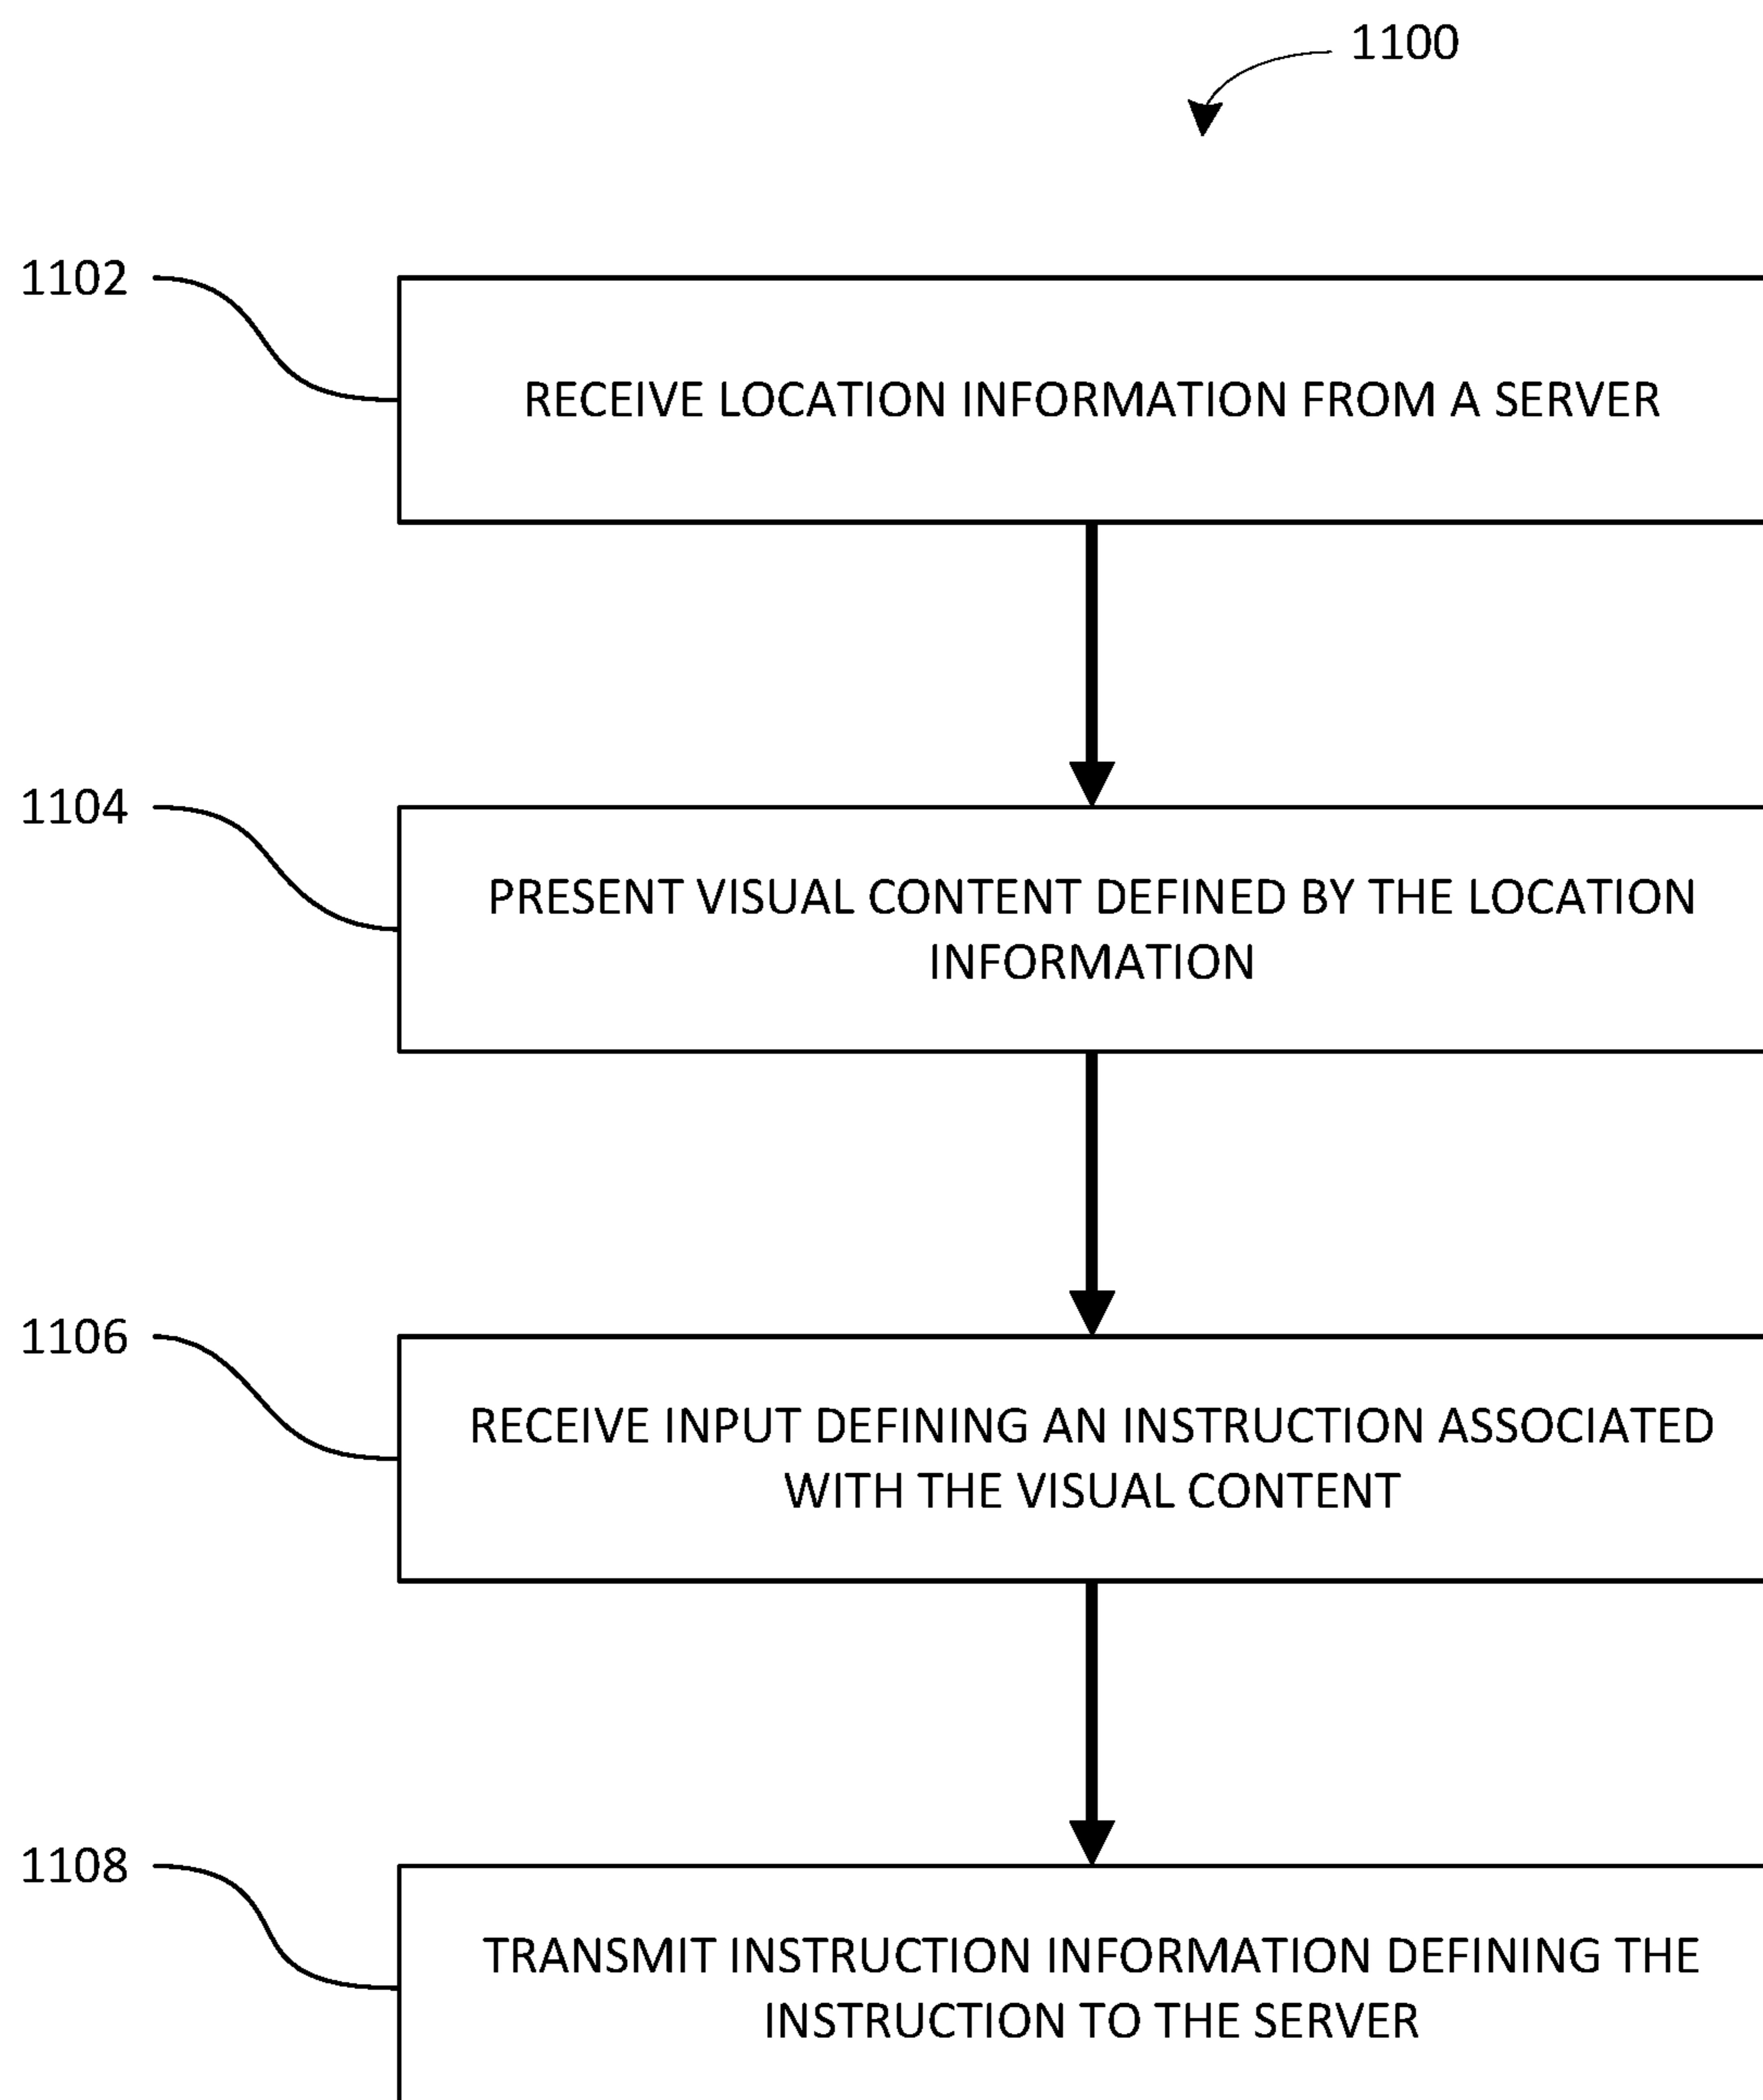 1100
1102
RECEIVE LOCATION INFORMATION FROM A SERVER
1104
PRESENT VISUAL CONTENT DEFINED BY THE LOCATION
INFORMATION
1106
RECEIVE INPUT DEFINING AN INSTRUCTION ASSOCIATED
WITH THE VISUAL CONTENT
1108
TRANSMIT INSTRUCTION INFORMATION DEFINING THE
INSTRUCTION TO THE SERVER